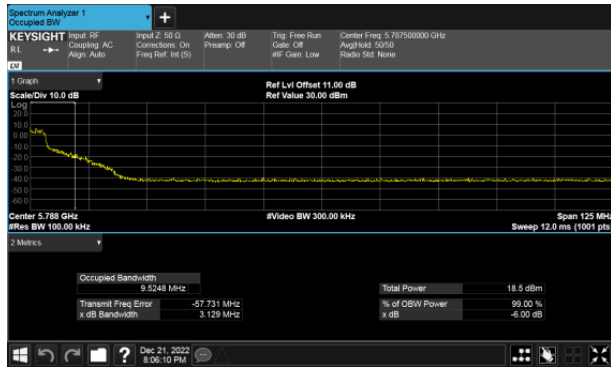 Spectrum Analyzer 1
Occupied BW
+
KEYSIGHT Input: RF Input Z: 50 Ω Atten: 30 dB Trig: Free Run Center Freq: 5.787500000 GHz
RL Coupling: AC Corrections: On Preamp: Off Gate: Off Avg|Hold: 50/50
Align: Auto Freq Ref: Int (S) #IF Gain: Low Radio Std: None
LXI
1 Graph
Ref Lvl Offset 11.00 dB
Scale/Div 10.0 dB Ref Value 30.00 dBm
Log
20.0
10.0
0.00
-10.0
-20.0
-30.0
-40.0
-50.0
-60.0
Center 5.788 GHz #Video BW 300.00 kHz Span 125 MHz
#Res BW 100.00 kHz Sweep 12.0 ms (1001 pts)
2 Metrics
Occupied Bandwidth
9.5248 MHz Total Power 18.5 dBm
Transmit Freq Error -57.731 MHz % of OBW Power 99.00 %
x dB Bandwidth 3.129 MHz x dB -6.00 dB
? Dec 21, 2022
8:06:10 PM